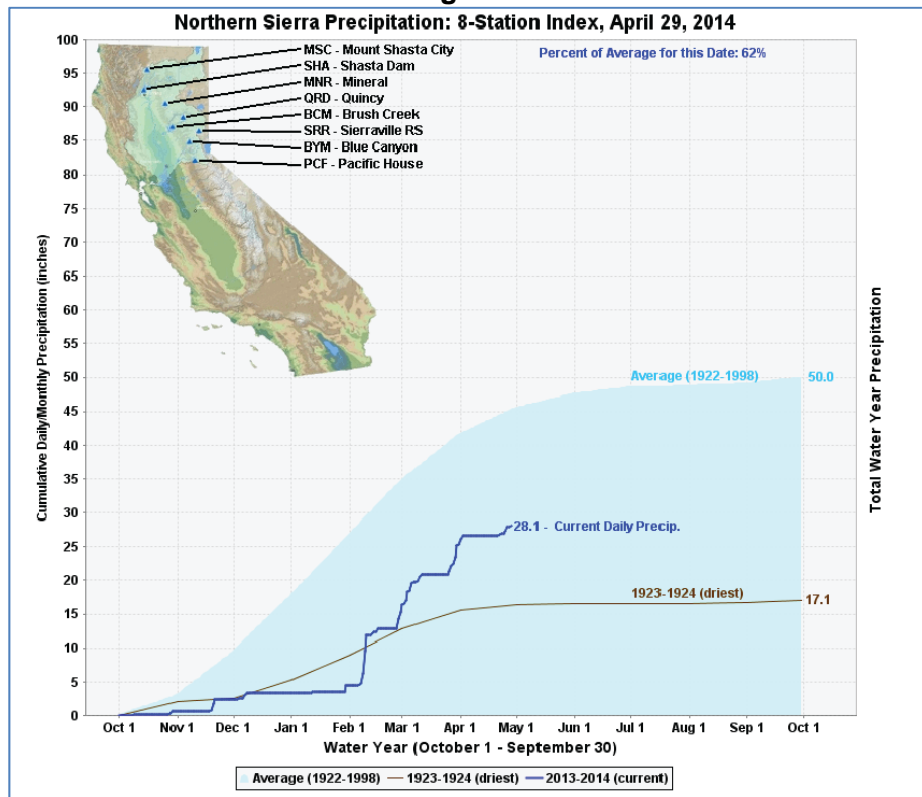 Northern Sierra Precipitation: 8-Station Index, April 29, 2014
Percent of Average for this Date: 62%
MSC - Mount Shasta City
SHA - Shasta Dam
MNR - Mineral
QRD - Quincy
BCM - Brush Creek
SRR - Sierraville RS
BYM - Blue Canyon
PCF - Pacific House
Cumulative Daily/Monthly Precipitation (inches)
100
95
90
85
80
75
70
65
60
55
50
45
40
35
30
25
20
15
10
5
0
Average (1922-1998)
50.0
28.1 - Current Daily Precip.
1923-1924 (driest)
17.1
Total Water Year Precipitation
Oct 1 Nov 1 Dec 1 Jan 1 Feb 1 Mar 1 Apr 1 May 1 Jun 1 Jul 1 Aug 1 Sep 1 Oct 1
Water Year (October 1 - September 30)
Average (1922-1998) 1923-1924 (driest) 2013-2014 (current)